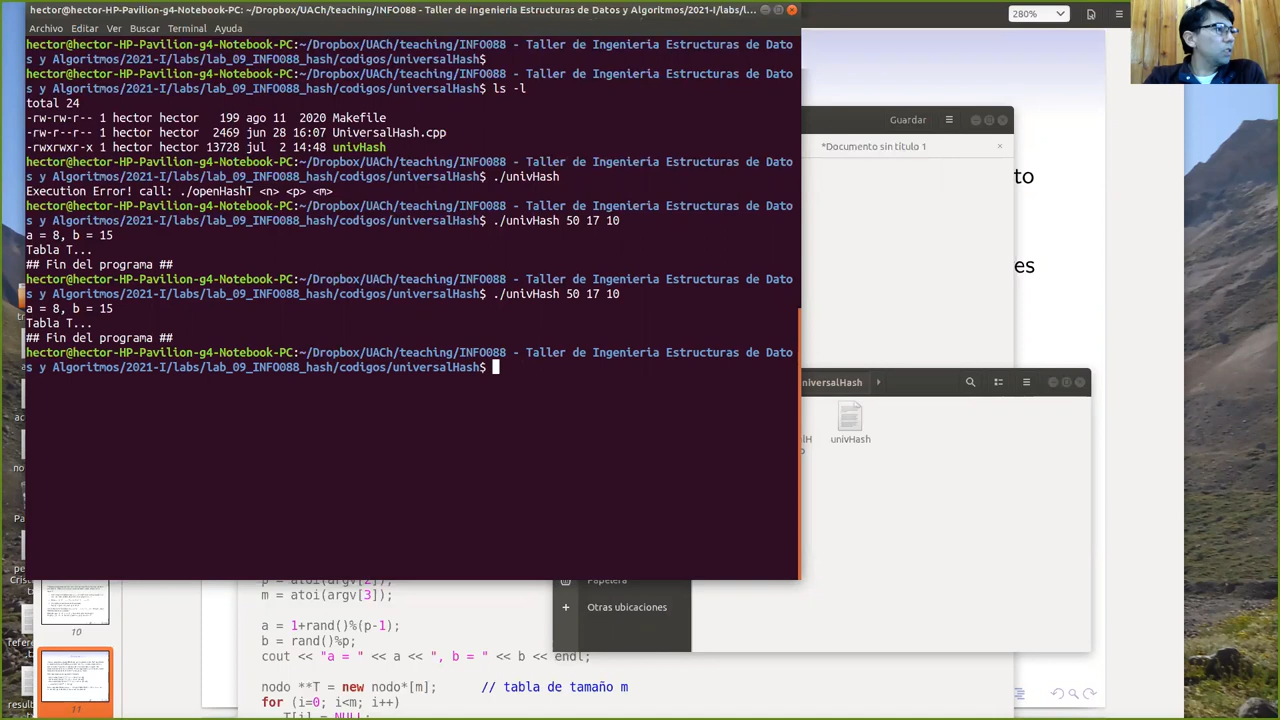 hector@hector-HP-Pavilion-g4-Notebook-PC: ~/Dropbox/UACh/teaching/INFO088 - Taller de Ingenieria Estructuras de Datos y Algoritmos/2021-I/labs/l...
Archivo Editar Ver Buscar Terminal Ayuda
hector@hector-HP-Pavilion-g4-Notebook-PC:~/Dropbox/UACh/teaching/INFO088 - Taller de Ingenieria Estructuras de Dato
s y Algoritmos/2021-I/labs/lab_09_INFO088_hash/codigos/universalHash$
hector@hector-HP-Pavilion-g4-Notebook-PC:~/Dropbox/UACh/teaching/INFO088 - Taller de Ingenieria Estructuras de Dato
s y Algoritmos/2021-I/labs/lab_09_INFO088_hash/codigos/universalHash$ ls -l
total 24
-rw-rw-r-- 1 hector hector   199 ago 11  2020 Makefile
-rw-r--r-- 1 hector hector  2469 jun 28 16:07 UniversalHash.cpp
-rwxrwxr-x 1 hector hector 13728 jul  2 14:48 univHash
hector@hector-HP-Pavilion-g4-Notebook-PC:~/Dropbox/UACh/teaching/INFO088 - Taller de Ingenieria Estructuras de Dato
s y Algoritmos/2021-I/labs/lab_09_INFO088_hash/codigos/universalHash$ ./univHash
Execution Error! call: ./openHashT <n> <p> <m>
hector@hector-HP-Pavilion-g4-Notebook-PC:~/Dropbox/UACh/teaching/INFO088 - Taller de Ingenieria Estructuras de Dato
s y Algoritmos/2021-I/labs/lab_09_INFO088_hash/codigos/universalHash$ ./univHash 50 17 10
a = 8, b = 15
Tabla T...
## Fin del programa ##
hector@hector-HP-Pavilion-g4-Notebook-PC:~/Dropbox/UACh/teaching/INFO088 - Taller de Ingenieria Estructuras de Dato
s y Algoritmos/2021-I/labs/lab_09_INFO088_hash/codigos/universalHash$ ./univHash 50 17 10
a = 8, b = 15
Tabla T...
## Fin del programa ##
hector@hector-HP-Pavilion-g4-Notebook-PC:~/Dropbox/UACh/teaching/INFO088 - Taller de Ingenieria Estructuras de Dato
s y Algoritmos/2021-I/labs/lab_09_INFO088_hash/codigos/universalHash$
280%
Guardar
*Documento sin título 1
to
es
niversalHash
univHash
Papelera
Otras ubicaciones
p = atoi(argv[2]);
m = atoi(argv[3]);
a = 1+rand()%(p-1);
b = rand()%p;
cout << "a = " << a << ", b = " << b << endl;
nodo **T = new nodo*[m]; // tabla de tamaño m
for (i=0; i<m; i++)
T[i] = NULL;
10
11